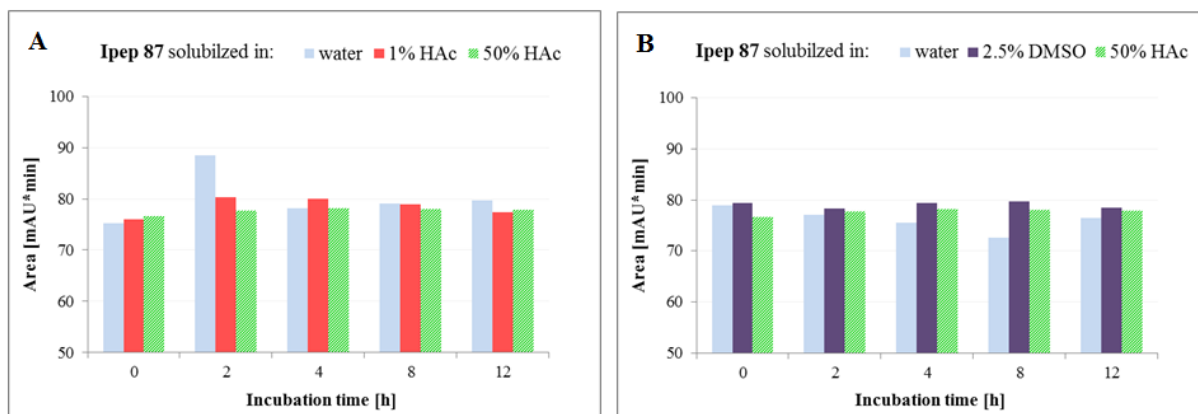 A
Ipep 87 solubilzed in: water 1% HAc 50% HAc
100
90
80
70
60
50
Area [mAU*min]
0 2 4 8 12
Incubation time [h]
B
Ipep 87 solubilzed in: water 2.5% DMSO 50% HAc
100
90
80
70
60
50
Area [mAU*min]
0 2 4 8 12
Incubation time [h]